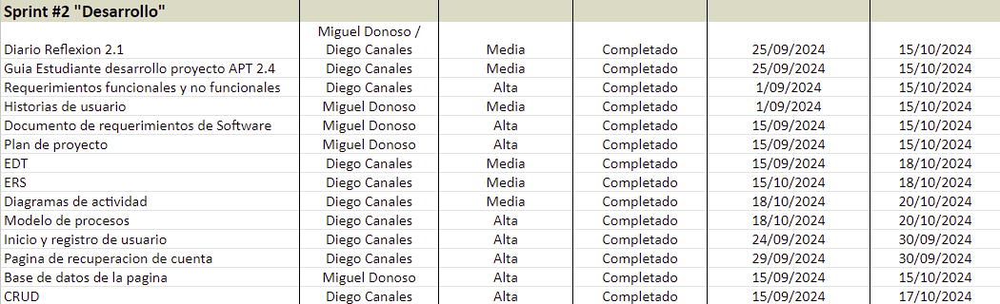 Sprint #2 "Desarrollo"
Miguel Donoso /
Diario Reflexion 2.1 Diego Canales Media Completado 25/09/2024 15/10/2024
Guia Estudiante desarrollo proyecto APT 2.4 Diego Canales Media Completado 25/09/2024 15/10/2024
Requerimientos funcionales y no funcionales Diego Canales Alta Completado 1/09/2024 15/10/2024
Historias de usuario Miguel Donoso Media Completado 1/09/2024 15/10/2024
Documento de requerimientos de Software Miguel Donoso Alta Completado 15/09/2024 15/10/2024
Plan de proyecto Miguel Donoso Alta Completado 15/09/2024 15/10/2024
EDT Diego Canales Media Completado 15/09/2024 18/10/2024
ERS Diego Canales Media Completado 15/10/2024 18/10/2024
Diagramas de actividad Diego Canales Media Completado 18/10/2024 20/10/2024
Modelo de procesos Diego Canales Alta Completado 18/10/2024 20/10/2024
Inicio y registro de usuario Diego Canales Alta Completado 24/09/2024 30/09/2024
Pagina de recuperacion de cuenta Diego Canales Alta Completado 29/09/2024 30/09/2024
Base de datos de la pagina Miguel Donoso Alta Completado 15/09/2024 15/10/2024
CRUD Diego Canales Alta Completado 15/09/2024 17/10/2024